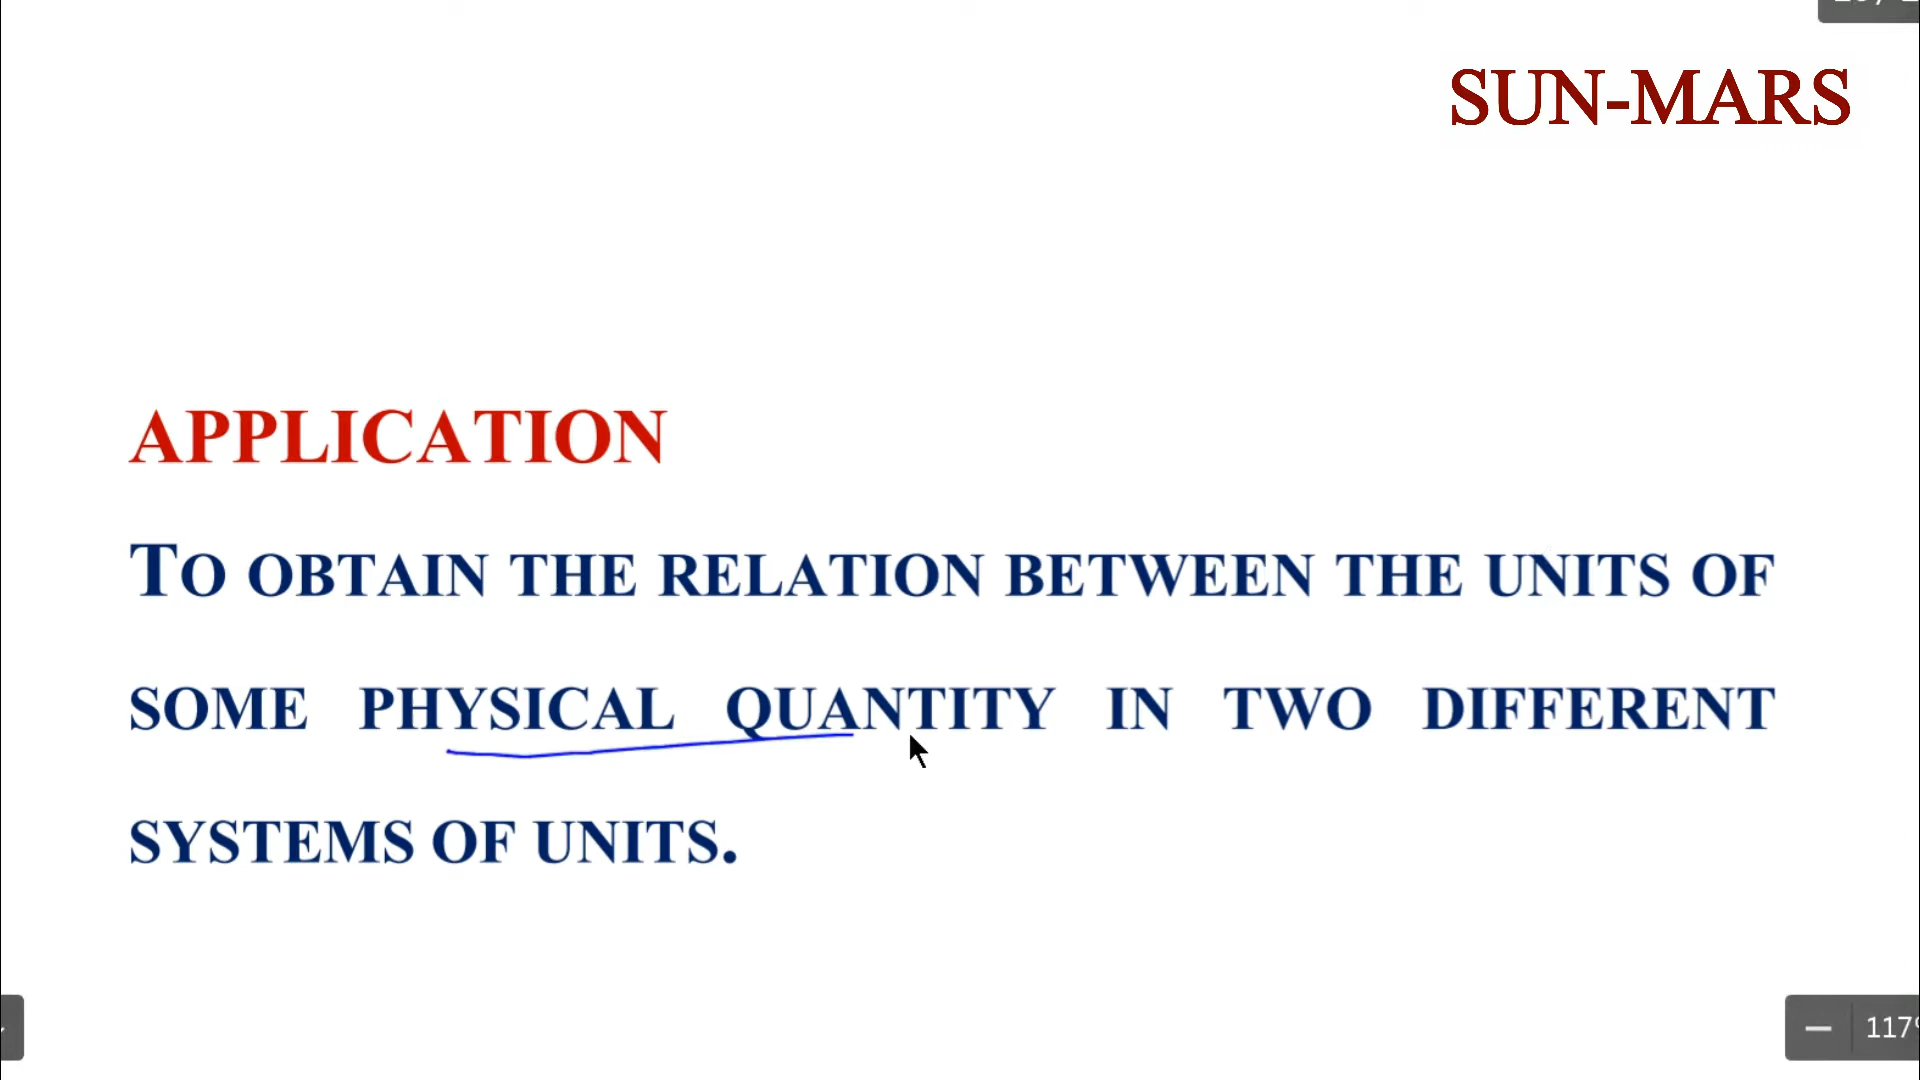 SUN-MARS
APPLICATION
TO OBTAIN THE RELATION BETWEEN THE UNITS OF
SOME PHYSICAL QUANTITY IN TWO DIFFERENT
SYSTEMS OF UNITS.
117%